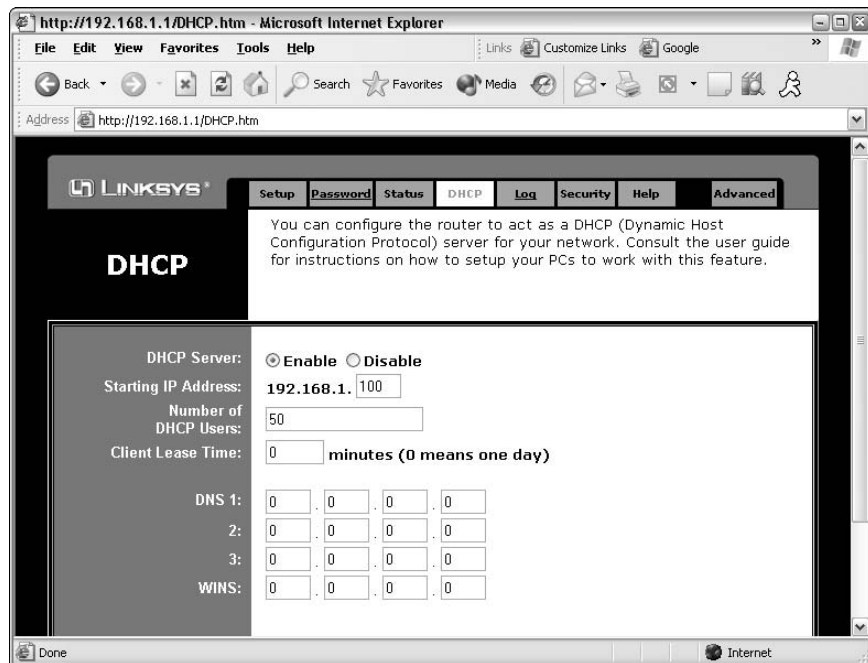 http://192.168.1.1/DHCP.htm - Microsoft Internet Explorer
File Edit View Favorites Tools Help Links Customize Links Google »
Back Search Favorites Media
Address http://192.168.1.1/DHCP.htm
LINKSYS®
Setup Password Status DHCP Log Security Help Advanced
DHCP
You can configure the router to act as a DHCP (Dynamic Host
Configuration Protocol) server for your network. Consult the user guide
for instructions on how to setup your PCs to work with this feature.
DHCP Server: Enable Disable
Starting IP Address: 192.168.1. 100
Number of
DHCP Users: 50
Client Lease Time: 0 minutes (0 means one day)
DNS 1: 0 . 0 . 0 . 0
2: 0 . 0 . 0 . 0
3: 0 . 0 . 0 . 0
WINS: 0 . 0 . 0 . 0
Done Internet